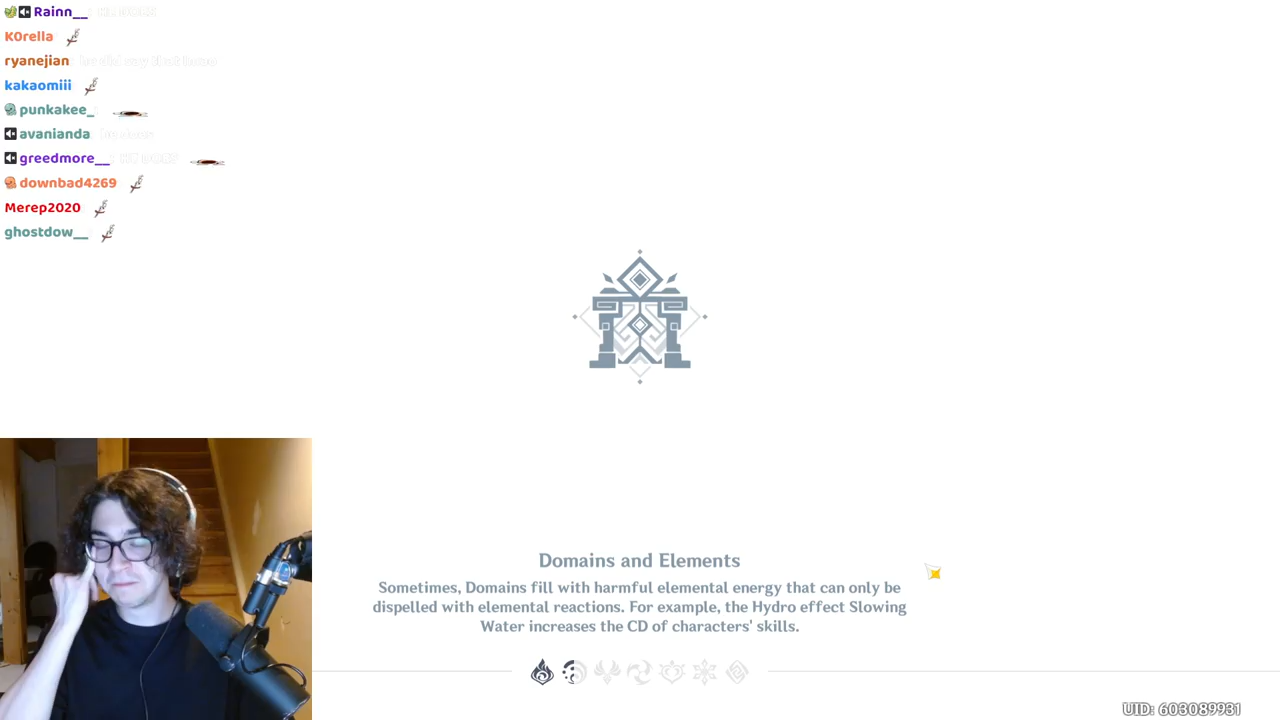 Rainn__:
K0rella
ryanejian:
kakaomiii
punkakee_:
avanianda:
greedmore__:
downbad4269
Merep2020
ghostdow__
Domains and Elements
Sometimes, Domains fill with harmful elemental energy that can only be
dispelled with elemental reactions. For example, the Hydro effect Slowing
Water increases the CD of characters' skills.
UID: 603089931